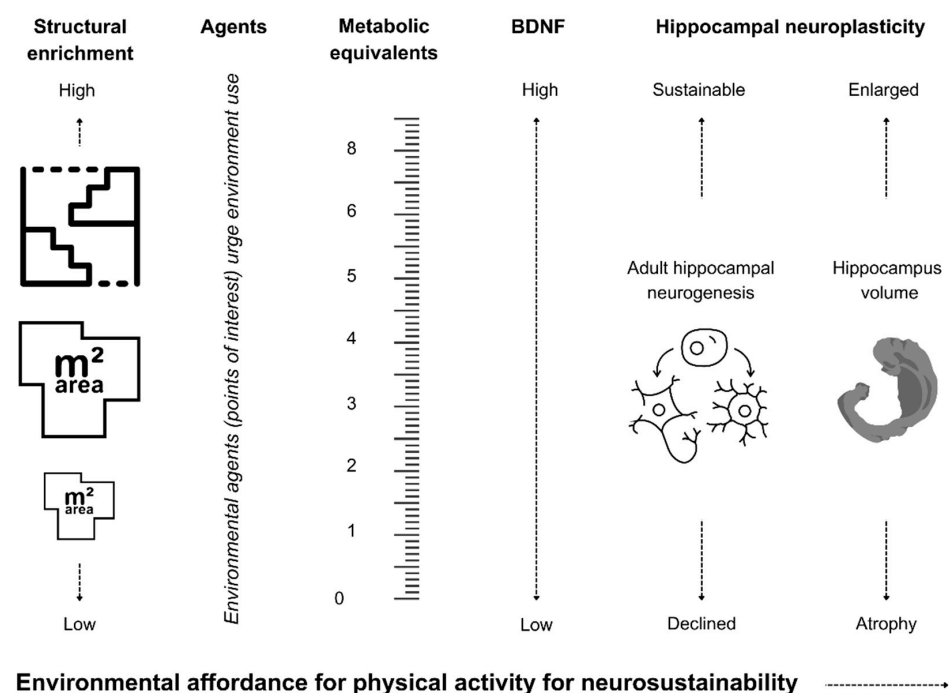 Structural
enrichment
Agents
Metabolic
equivalents
BDNF
Hippocampal neuroplasticity
High
High
Sustainable
Enlarged
Environmental agents (points of interest) urge environment use
8
6
5
4
3
2
1
0
m²
area
m²
area
Adult hippocampal
neurogenesis
Hippocampus
volume
Low
Low
Declined
Atrophy
Environmental affordance for physical activity for neurosustainability